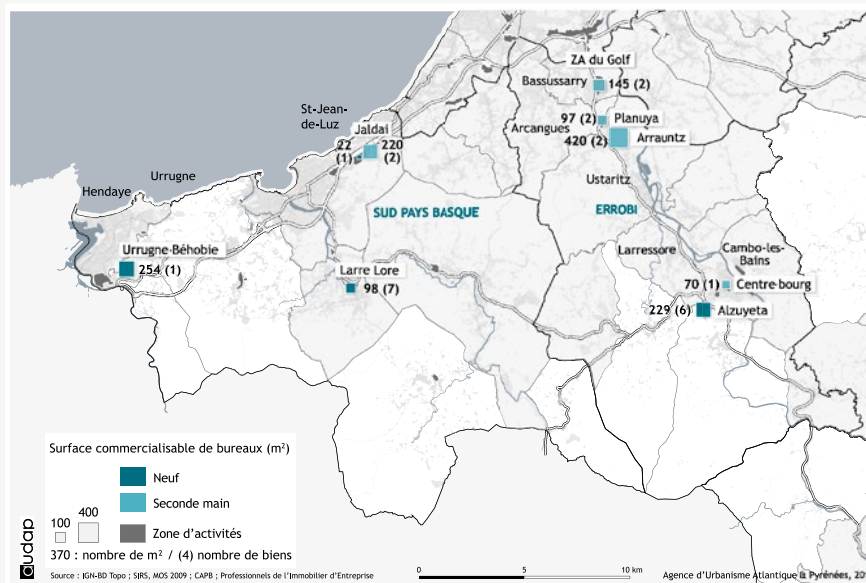 ZA du Golf
Bassussarry
145 (2)
97 (2)
Planuya
Arcangues
420 (2)
Arrauntz
St-Jean-
de-Luz
Jaldai
22
(1)
220
(2)
Urrugne
Hendaye
Ustaritz
SUD PAYS BASQUE
ERROBI
Urrugne-Béhobie
254 (1)
Larressore
Cambo-les-
Bains
Larre Lore
98 (7)
70 (1)
Centre-bourg
229 (6)
Alzuyeta
Surface commercialisable de bureaux (m²)
Neuf
Seconde main
100
400
Zone d'activités
370 : nombre de m² / (4) nombre de biens
audap
Source : IGN-BD Topo ; SIRS, MOS 2009 ; CAPB ; Professionnels de l'Immobilier d'Entreprise
0 5 10 km
Agence d'Urbanisme Atlantique & Pyrénées,